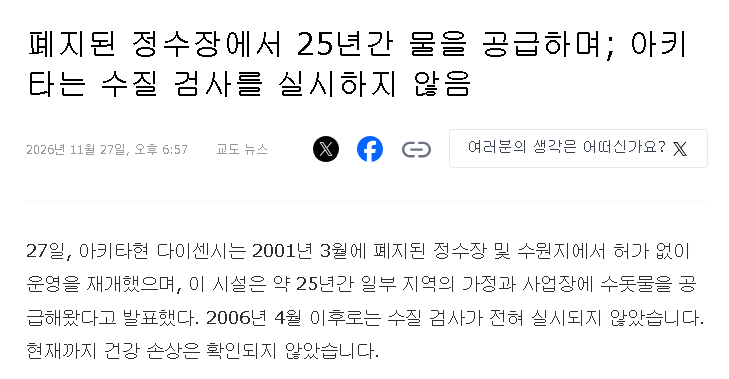 폐지된 정수장에서 25년간 물을 공급하며; 아키
타는 수질 검사를 실시하지 않음
2026년 11월 27일, 오후 6:57 교도 뉴스
여러분의 생각은 어떠신가요?
27일, 아키타현 다이센시는 2001년 3월에 폐지된 정수장 및 수원지에서 허가 없이
운영을 재개했으며, 이 시설은 약 25년간 일부 지역의 가정과 사업장에 수돗물을 공
급해왔다고 발표했다. 2006년 4월 이후로는 수질 검사가 전혀 실시되지 않았습니다.
현재까지 건강 손상은 확인되지 않았습니다.